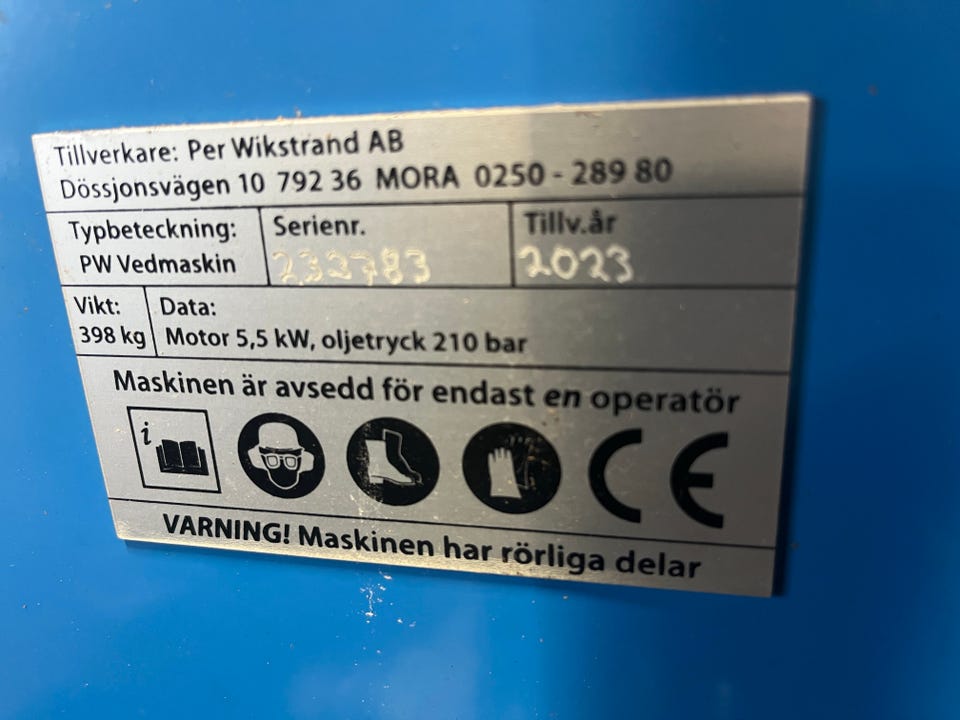 Tillverkare: Per Wikstrand AB
Dössjonsvägen 10 792 36 MORA 0250 - 289 80
Typbeteckning: Serienr. Tillv.år
PW Vedmaskin 232783 2023
Vikt: Data:
398 kg Motor 5,5 kW, oljetryck 210 bar
Maskinen är avsedd för endast en operatör
i CE
VARNING! Maskinen har rörliga delar